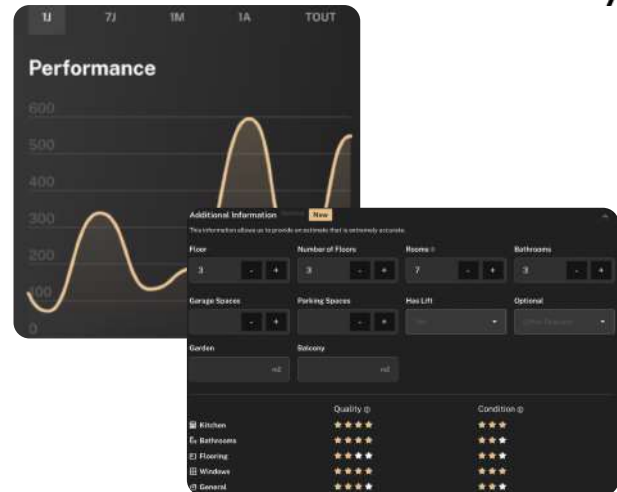 1J 7J 1M 1A TOUT
Performance
600
500
400
300
200
100
0
Additional Information New
This information allows us to provide an estimate that is extremely accurate.
Floor Number of Floors Rooms Bathrooms
3 - + 3 - + 7 - + 3 - +
Garage Spaces Parking Spaces Has Lift Optional
- + - +
Garden Balcony
m2 m2
Quality Condition
Kitchen
Bathrooms
Flooring
Windows
General